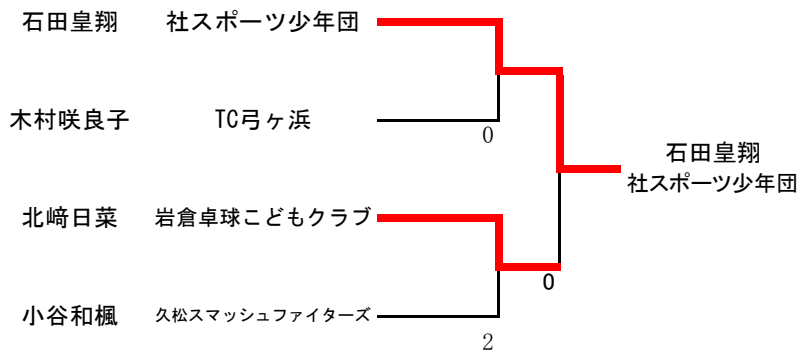 石田皇翔 社スポーツ少年団
木村咲良子 TC弓ヶ浜
0
石田皇翔
社スポーツ少年団
北﨑日菜 岩倉卓球こどもクラブ
0
小谷和楓 久松スマッシュファイターズ
2